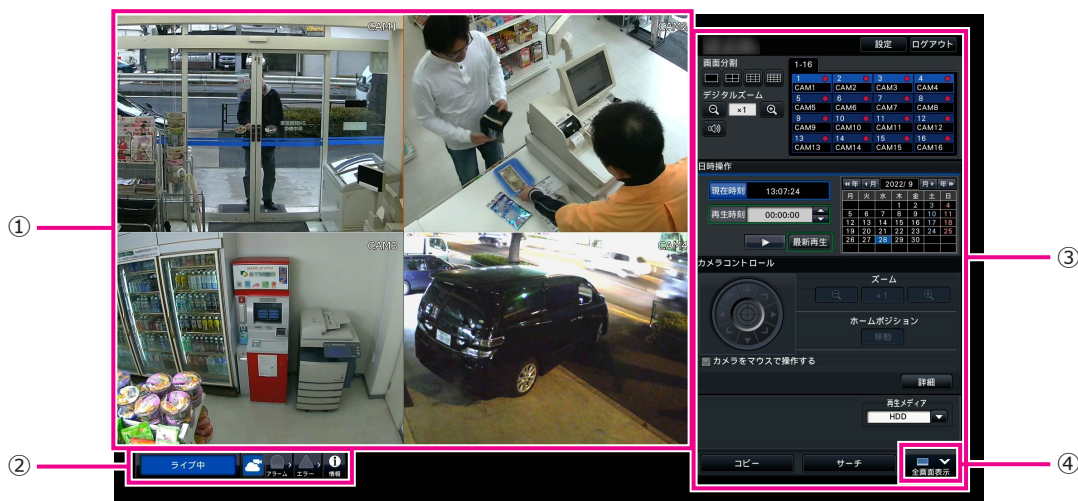 ①
CAM1
CAM2
CAM3
CAM4
②
ライブ中
アラーム
エラー
情報
設定 ログアウト
画面分割
デジタルズーム
×1
1-16
1 2 3 4
CAM1 CAM2 CAM3 CAM4
5 6 7 8
CAM5 CAM6 CAM7 CAM8
9 10 11 12
CAM9 CAM10 CAM11 CAM12
13 14 15 16
CAM13 CAM14 CAM15 CAM16
日時操作
現在時刻 13:07:24
再生時刻 00:00:00
最新再生
年 月 2022/ 9 月 年
月 火 水 木 金 土 日
1 2 3 4
5 6 7 8 9 10 11
12 13 14 15 16 17 18
19 20 21 22 23 24 25
26 27 28 29 30
カメラコントロール
ズーム
×1
ホームポジション
移動
カメラをマウスで操作する
詳細
再生メディア
HDD
コピー サーチ
全画面表示
③
④